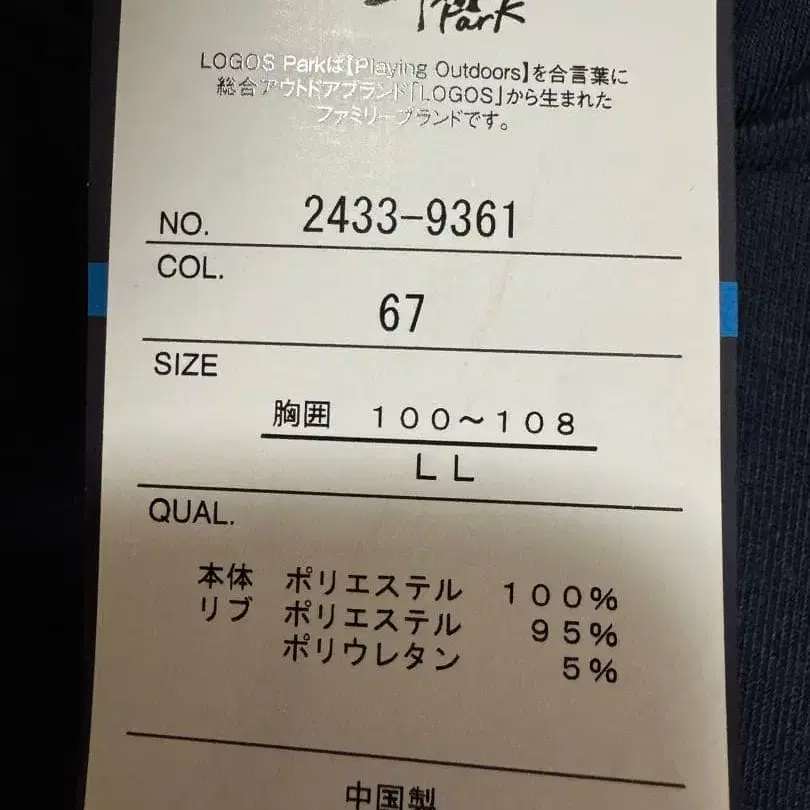 Park
LOGOS Parkは【Playing Outdoors】を合言葉に
総合アウトドアブランド「LOGOS」から生まれた
ファミリーブランドです。
NO. 2433-9361
COL.
67
SIZE
胸囲 100～108
LL
QUAL.
本体 ポリエステル 100%
リブ ポリエステル 95%
ポリウレタン 5%
中国製